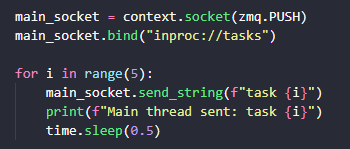 main_socket = context.socket(zmq.PUSH)
main_socket.bind("inproc://tasks")

for i in range(5):
    main_socket.send_string(f"task {i}")
    print(f"Main thread sent: task {i}")
    time.sleep(0.5)